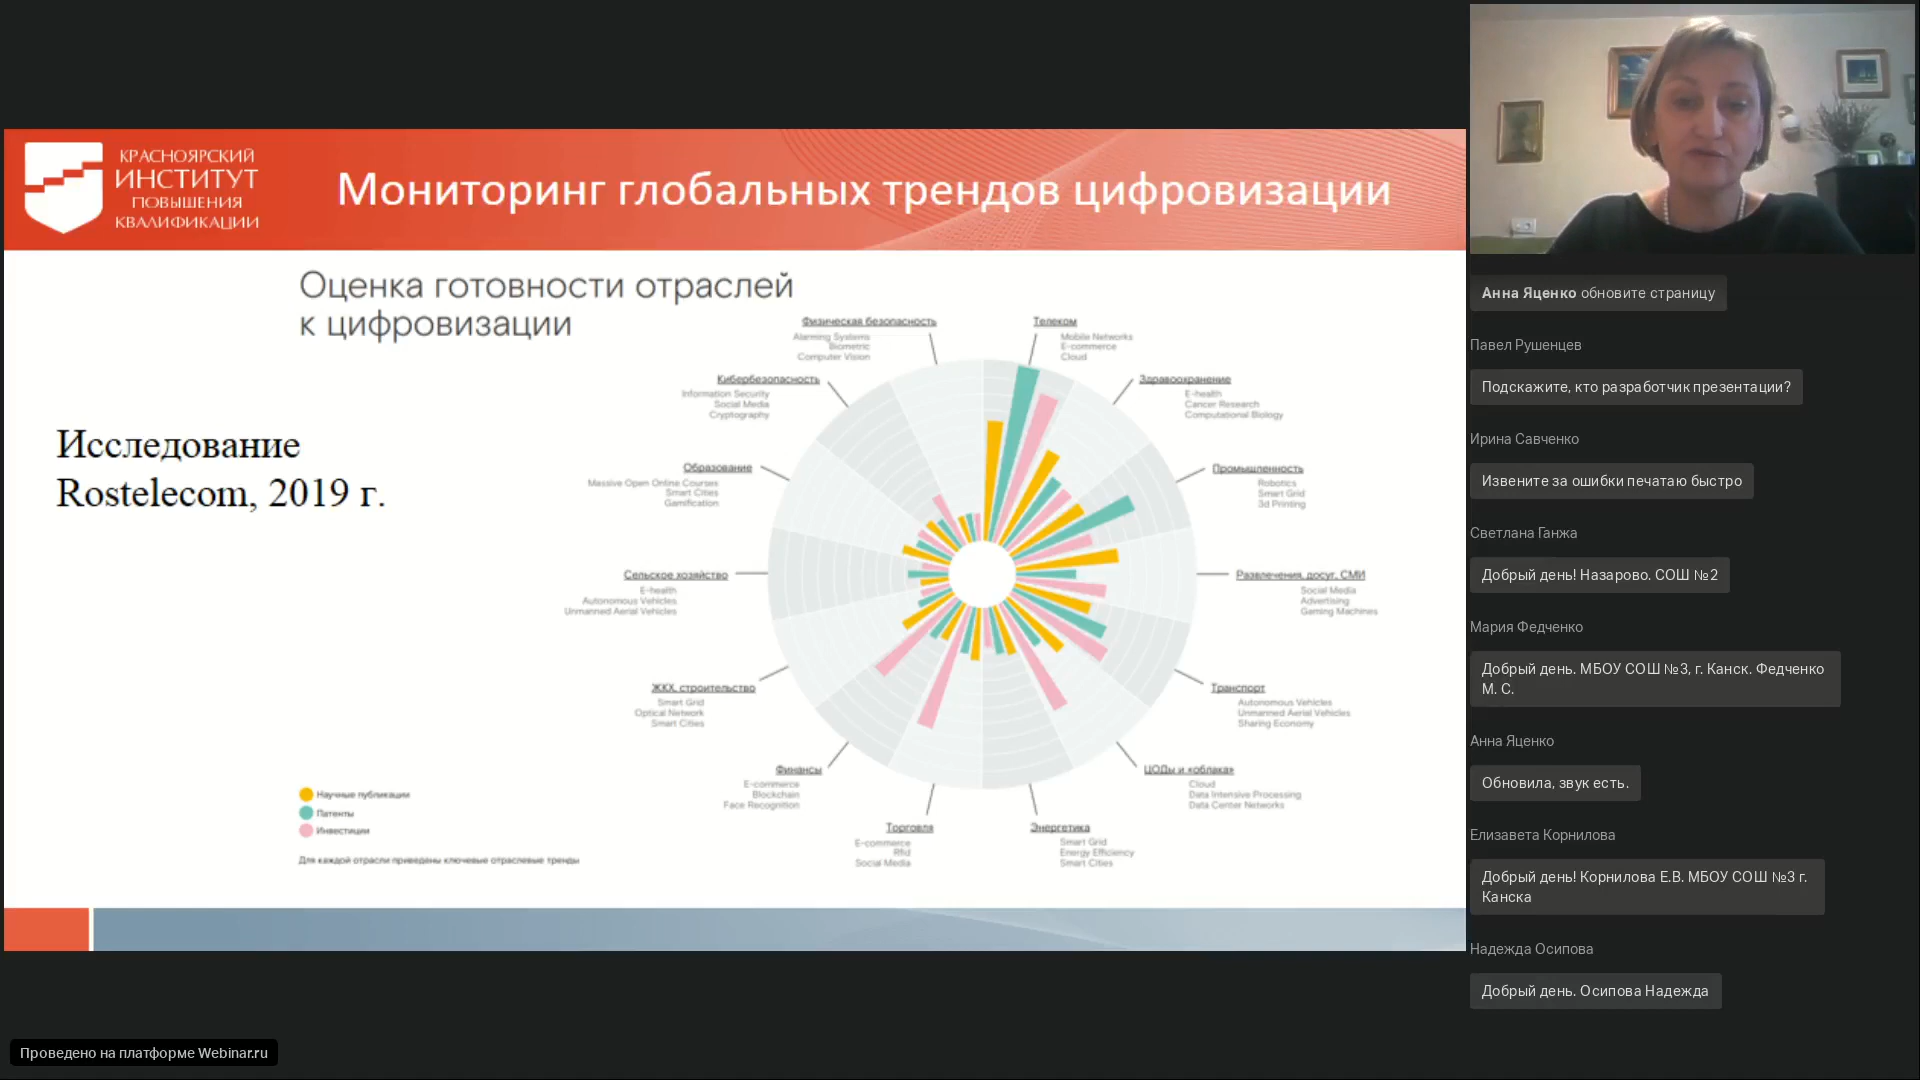 КРАСНОЯРСКИЙ
ИНСТИТУТ
ПОВЫШЕНИЯ
КВАЛИФИКАЦИИ
Мониторинг глобальных трендов цифровизации
Оценка готовности отраслей
к цифровизации
Исследование
Rostelecom, 2019 г.
Физическая безопасность
Alarming Systems
Biometric
Computer Vision
Телеком
Mobile Networks
E-commerce
Cloud
Кибербезопасность
Information Security
Social Media
Cryptography
Здравоохранение
E-health
Cancer Research
Computational Biology
Образование
Massive Open Online Courses
Smart Cities
Gamification
Промышленность
Robotics
Smart Grid
3d Printing
Сельское хозяйство
E-health
Autonomous Vehicles
Unmanned Aerial Vehicles
Развлечения, досуг, СМИ
Social Media
Advertising
Gaming Machines
ЖКХ, строительство
Smart Grid
Optical Network
Smart Cities
Транспорт
Autonomous Vehicles
Unmanned Aerial Vehicles
Sharing Economy
Финансы
E-commerce
Blockchain
Face Recognition
ЦОДы и «облака»
Cloud
Data Intensive Processing
Data Center Networks
Торговля
E-commerce
Rfid
Social Media
Энергетика
Smart Grid
Energy Efficiency
Smart Cities
Научные публикации
Патенты
Инвестиции
Для каждой отрасли приведены ключевые отраслевые тренды
Анна Яценко обновите страницу
Павел Рушенцев
Подскажите, кто разработчик презентации?
Ирина Савченко
Извените за ошибки печатаю быстро
Светлана Ганжа
Добрый день! Назарово. СОШ №2
Мария Федченко
Добрый день. МБОУ СОШ №3, г. Канск. Федченко
М. С.
Анна Яценко
Обновила, звук есть.
Елизавета Корнилова
Добрый день! Корнилова Е.В. МБОУ СОШ №3 г.
Канска
Надежда Осипова
Добрый день. Осипова Надежда
Проведено на платформе Webinar.ru